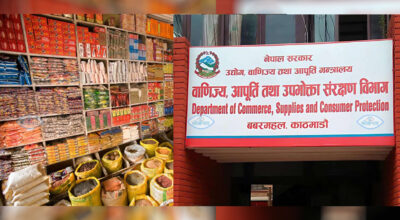 नेपाल सरकार
उद्योग, वाणिज्य तथा आपूर्ति मन्त्रालय
वाणिज्य, आपूर्ति तथा उपभोक्ता संरक्षण विभाग
Department of Commerce, Supplies and Consumer Protection
बबरमहल, काठमाडौं